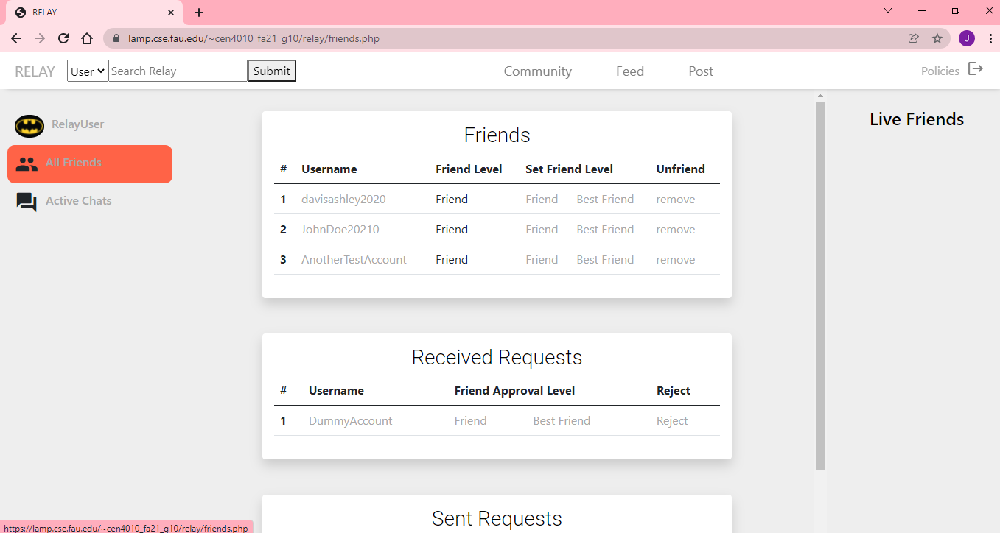 RELAY
lamp.cse.fau.edu/~cen4010_fa21_g10/relay/friends.php
J
RELAY User Search Relay Submit Community Feed Post Policies
RelayUser
All Friends
Active Chats
Friends
# Username Friend Level Set Friend Level Unfriend
1 davisashley2020 Friend Friend Best Friend remove
2 JohnDoe20210 Friend Friend Best Friend remove
3 AnotherTestAccount Friend Friend Best Friend remove
Received Requests
# Username Friend Approval Level Reject
1 DummyAccount Friend Best Friend Reject
Sent Requests
Live Friends
https://lamp.cse.fau.edu/~cen4010_fa21_g10/relay/friends.php